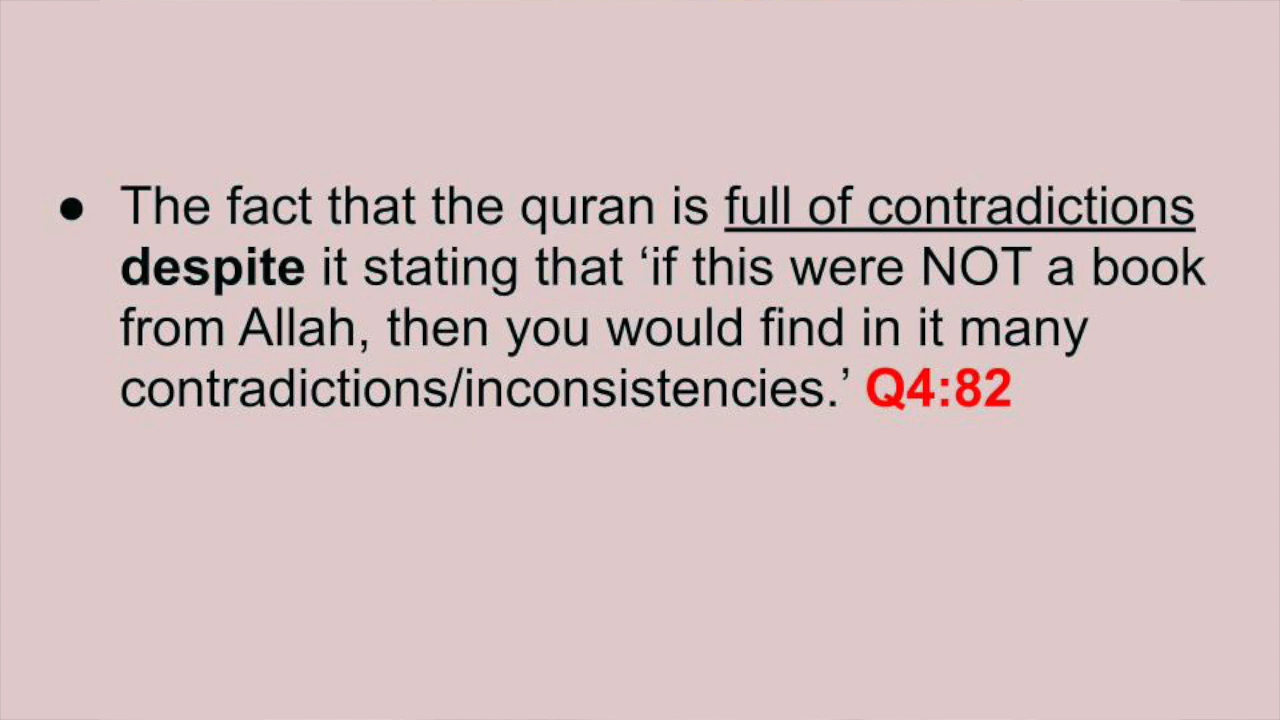 ● The fact that the quran is full of contradictions
despite it stating that ‘if this were NOT a book
from Allah, then you would find in it many
contradictions/inconsistencies.’ Q4:82